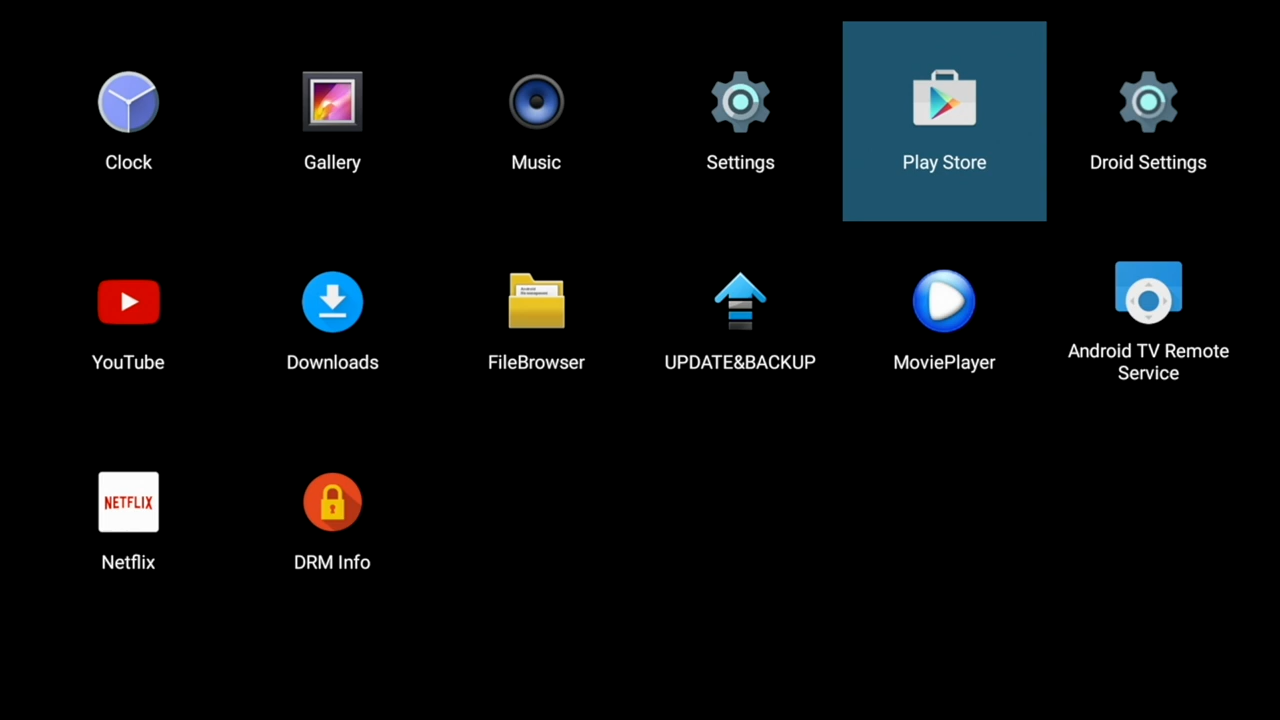 Clock
Gallery
Music
Settings
Play Store
Droid Settings
YouTube
Downloads
FileBrowser
UPDATE&BACKUP
MoviePlayer
Android TV Remote
Service
NETFLIX
Netflix
DRM Info